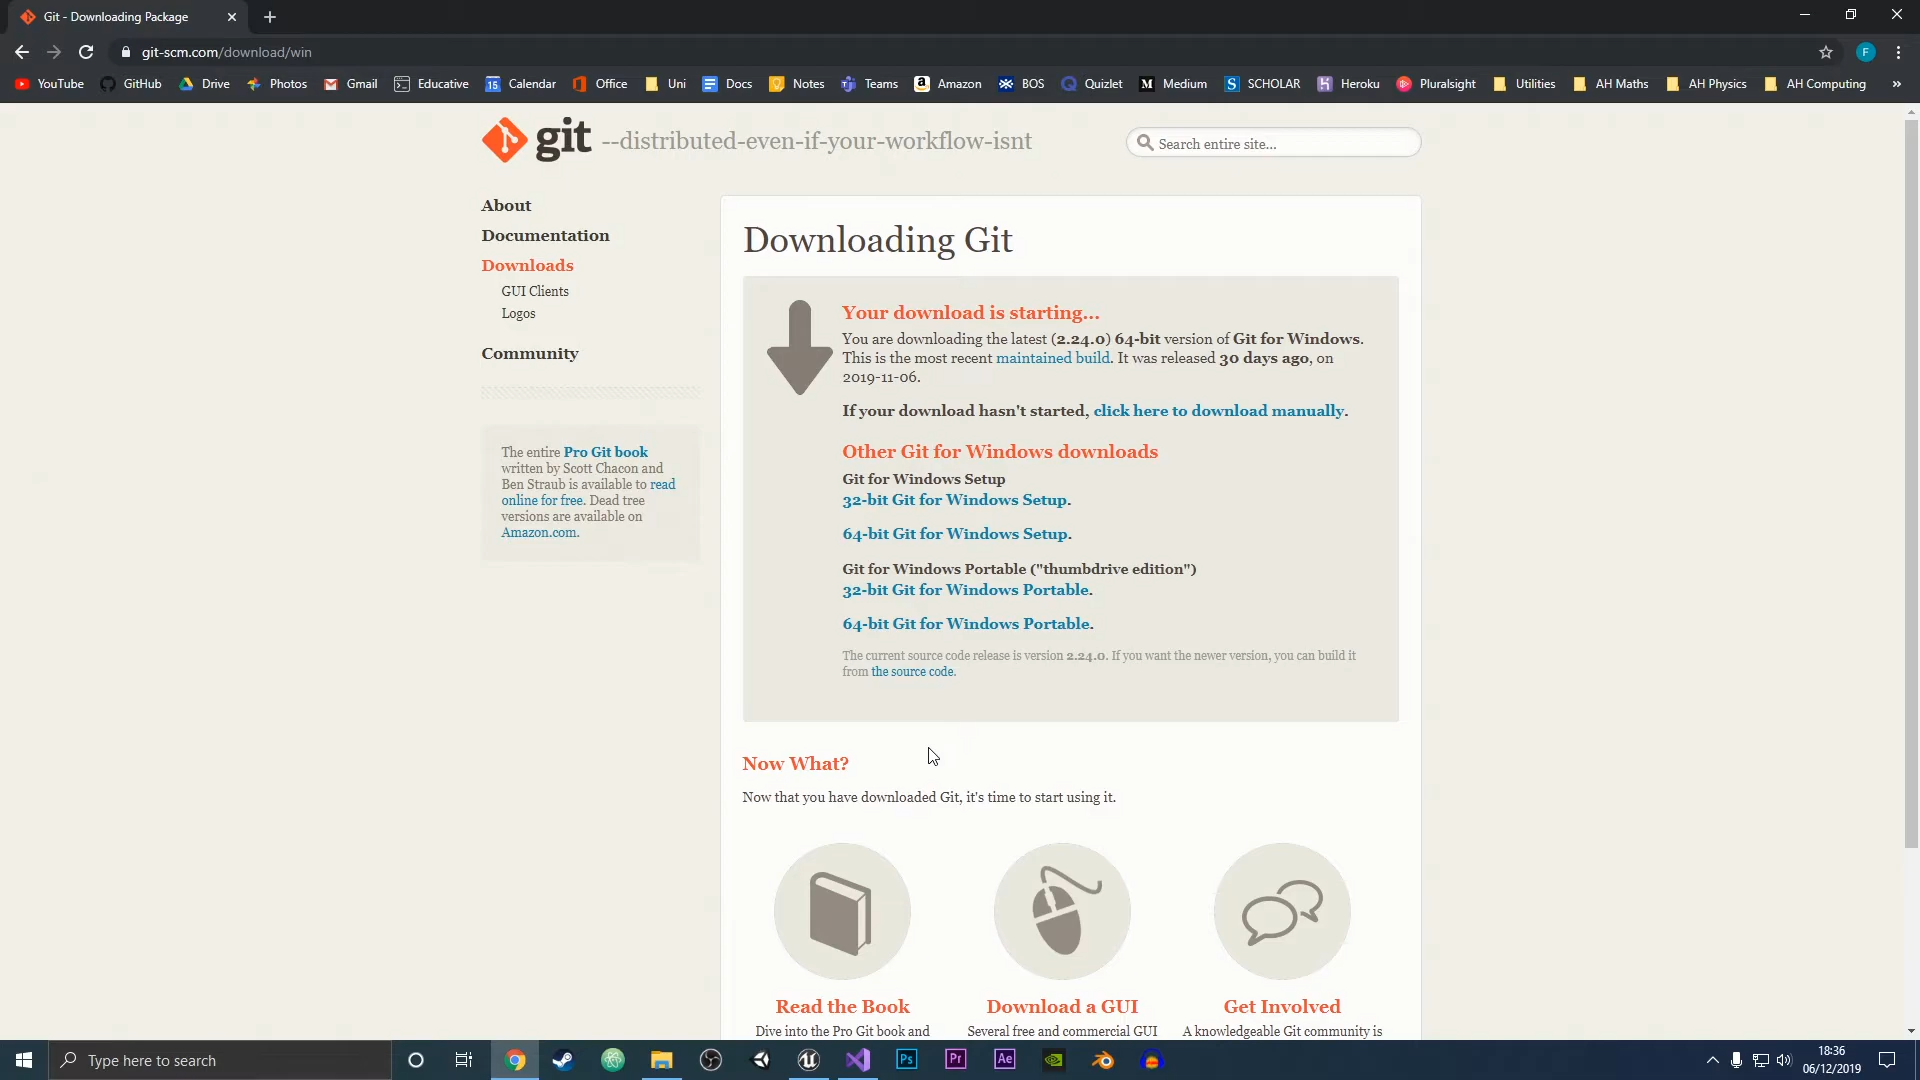 Git - Downloading Package
git-scm.com/download/win
F
YouTube GitHub Drive Photos Gmail Educative Calendar Office Uni Docs Notes Teams Amazon BOS Quizlet Medium SCHOLAR Heroku Pluralsight Utilities AH Maths AH Physics AH Computing »
git --distributed-even-if-your-workflow-isnt
Search entire site...
About
Documentation
Downloads
GUI Clients
Logos
Community
The entire Pro Git book
written by Scott Chacon and
Ben Straub is available to read
online for free. Dead tree
versions are available on
Amazon.com.
Downloading Git
Your download is starting...
You are downloading the latest (2.24.0) 64-bit version of Git for Windows.
This is the most recent maintained build. It was released 30 days ago, on
2019-11-06.
If your download hasn't started, click here to download manually.
Other Git for Windows downloads
Git for Windows Setup
32-bit Git for Windows Setup.
64-bit Git for Windows Setup.
Git for Windows Portable ("thumbdrive edition")
32-bit Git for Windows Portable.
64-bit Git for Windows Portable.
The current source code release is version 2.24.0. If you want the newer version, you can build it
from the source code.
Now What?
Now that you have downloaded Git, it's time to start using it.
Read the Book
Dive into the Pro Git book and
Download a GUI
Several free and commercial GUI
Get Involved
A knowledgeable Git community is
Type here to search
Ps Pr Ae
18:36
06/12/2019